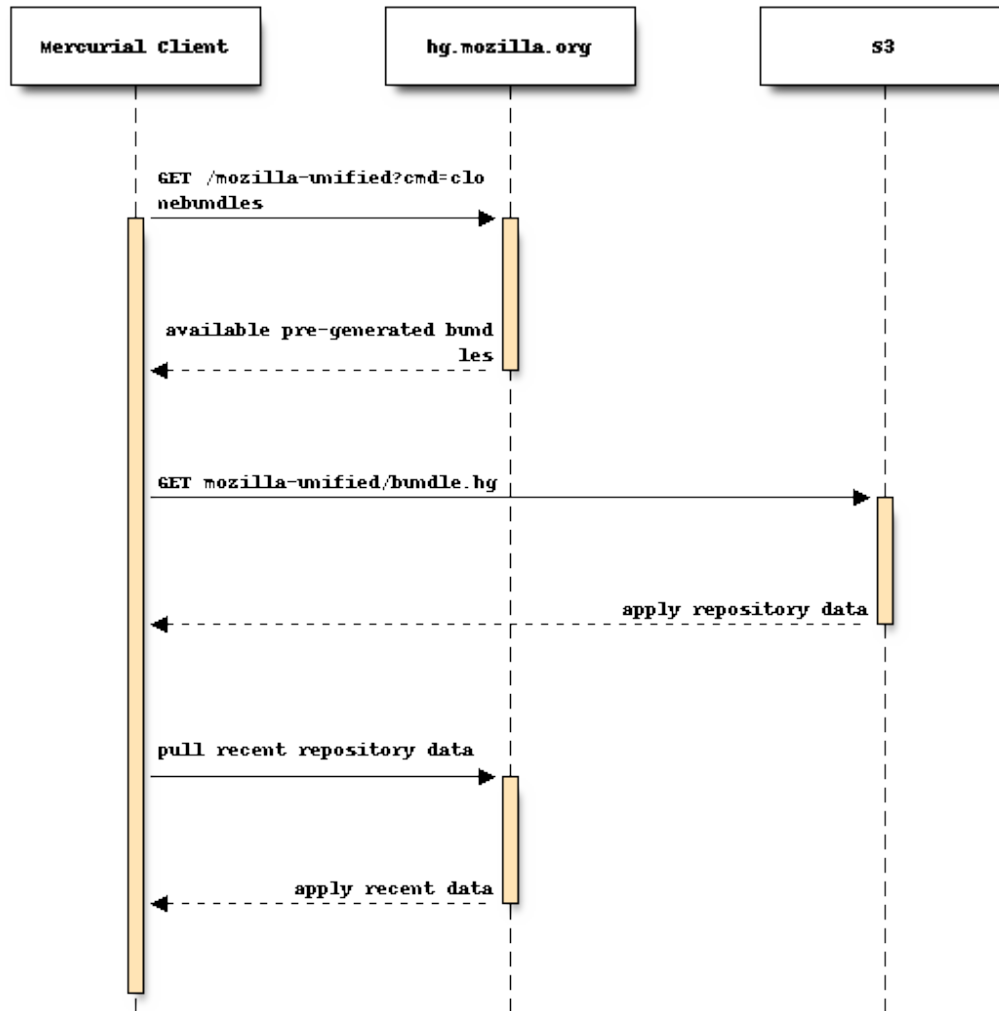 Mercurial Client
hg.mozilla.org
S3
GET /mozilla-unified?cmd=clo
nebundles
available pre-generated bund
les
GET mozilla-unified/bundle.hg
apply repository data
pull recent repository data
apply recent data